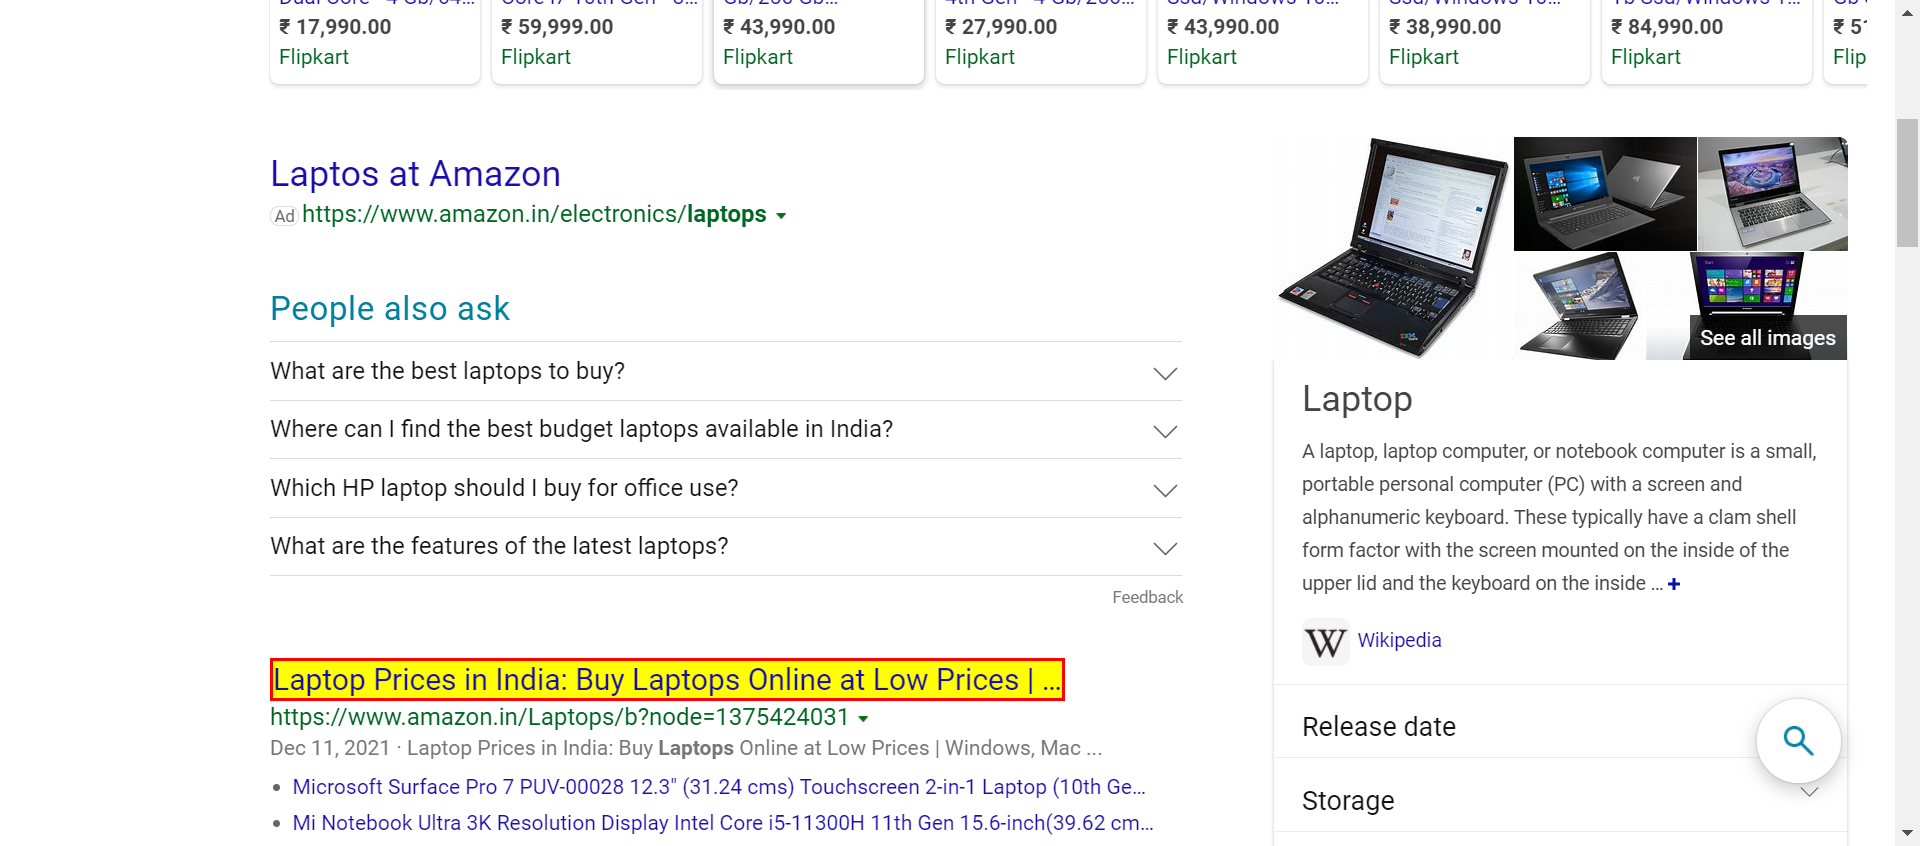 ₹ 17,990.00
Flipkart
₹ 59,999.00
Flipkart
₹ 43,990.00
Flipkart
₹ 27,990.00
Flipkart
₹ 43,990.00
Flipkart
₹ 38,990.00
Flipkart
₹ 84,990.00
Flipkart
Laptos at Amazon
Ad https://www.amazon.in/electronics/laptops
People also ask
What are the best laptops to buy?
Where can I find the best budget laptops available in India?
Which HP laptop should I buy for office use?
What are the features of the latest laptops?
Feedback
Laptop Prices in India: Buy Laptops Online at Low Prices | ...
https://www.amazon.in/Laptops/b?node=1375424031
Dec 11, 2021 · Laptop Prices in India: Buy Laptops Online at Low Prices | Windows, Mac ...
• Microsoft Surface Pro 7 PUV-00028 12.3" (31.24 cms) Touchscreen 2-in-1 Laptop (10th Ge...
• Mi Notebook Ultra 3K Resolution Display Intel Core i5-11300H 11th Gen 15.6-inch(39.62 cm...
See all images
Laptop
A laptop, laptop computer, or notebook computer is a small,
portable personal computer (PC) with a screen and
alphanumeric keyboard. These typically have a clam shell
form factor with the screen mounted on the inside of the
upper lid and the keyboard on the inside ... +
W Wikipedia
Release date
Storage